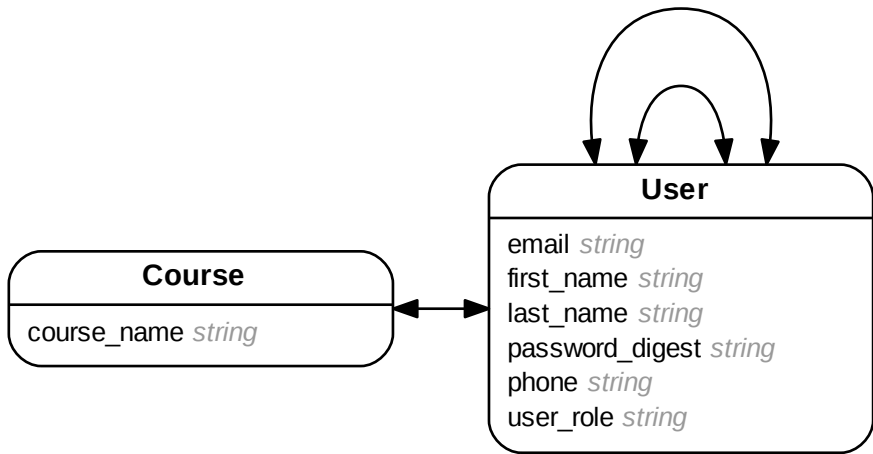 Course
course_name string
User
email string
first_name string
last_name string
password_digest string
phone string
user_role string